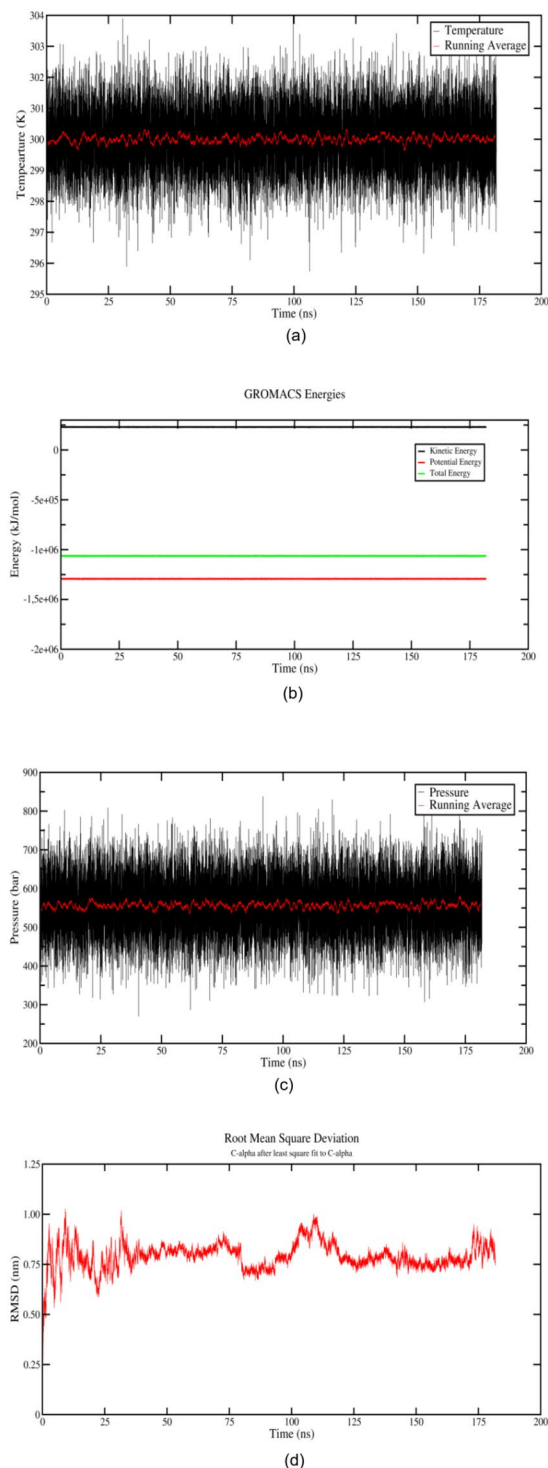 304
303
302
301
300
299
298
297
296
295
Tempearture (K)
Temperature
Running Average
0 25 50 75 100 125 150 175 200
Time (ns)
(a)
GROMACS Energies
0
-5e+05
-1e+06
-1,5e+06
-2e+06
Energy (kJ/mol)
Kinetic Energy
Potential Energy
Total Energy
0 25 50 75 100 125 150 175 200
Time (ns)
(b)
900
800
700
600
500
400
300
200
Pressure (bar)
Pressure
Running Average
0 25 50 75 100 125 150 175 200
Time (ns)
(c)
Root Mean Square Deviation
C-alpha after least square fit to C-alpha
1.25
1.00
0.75
0.50
0.25
0
RMSD (nm)
0 25 50 75 100 125 150 175 200
Time (ns)
(d)